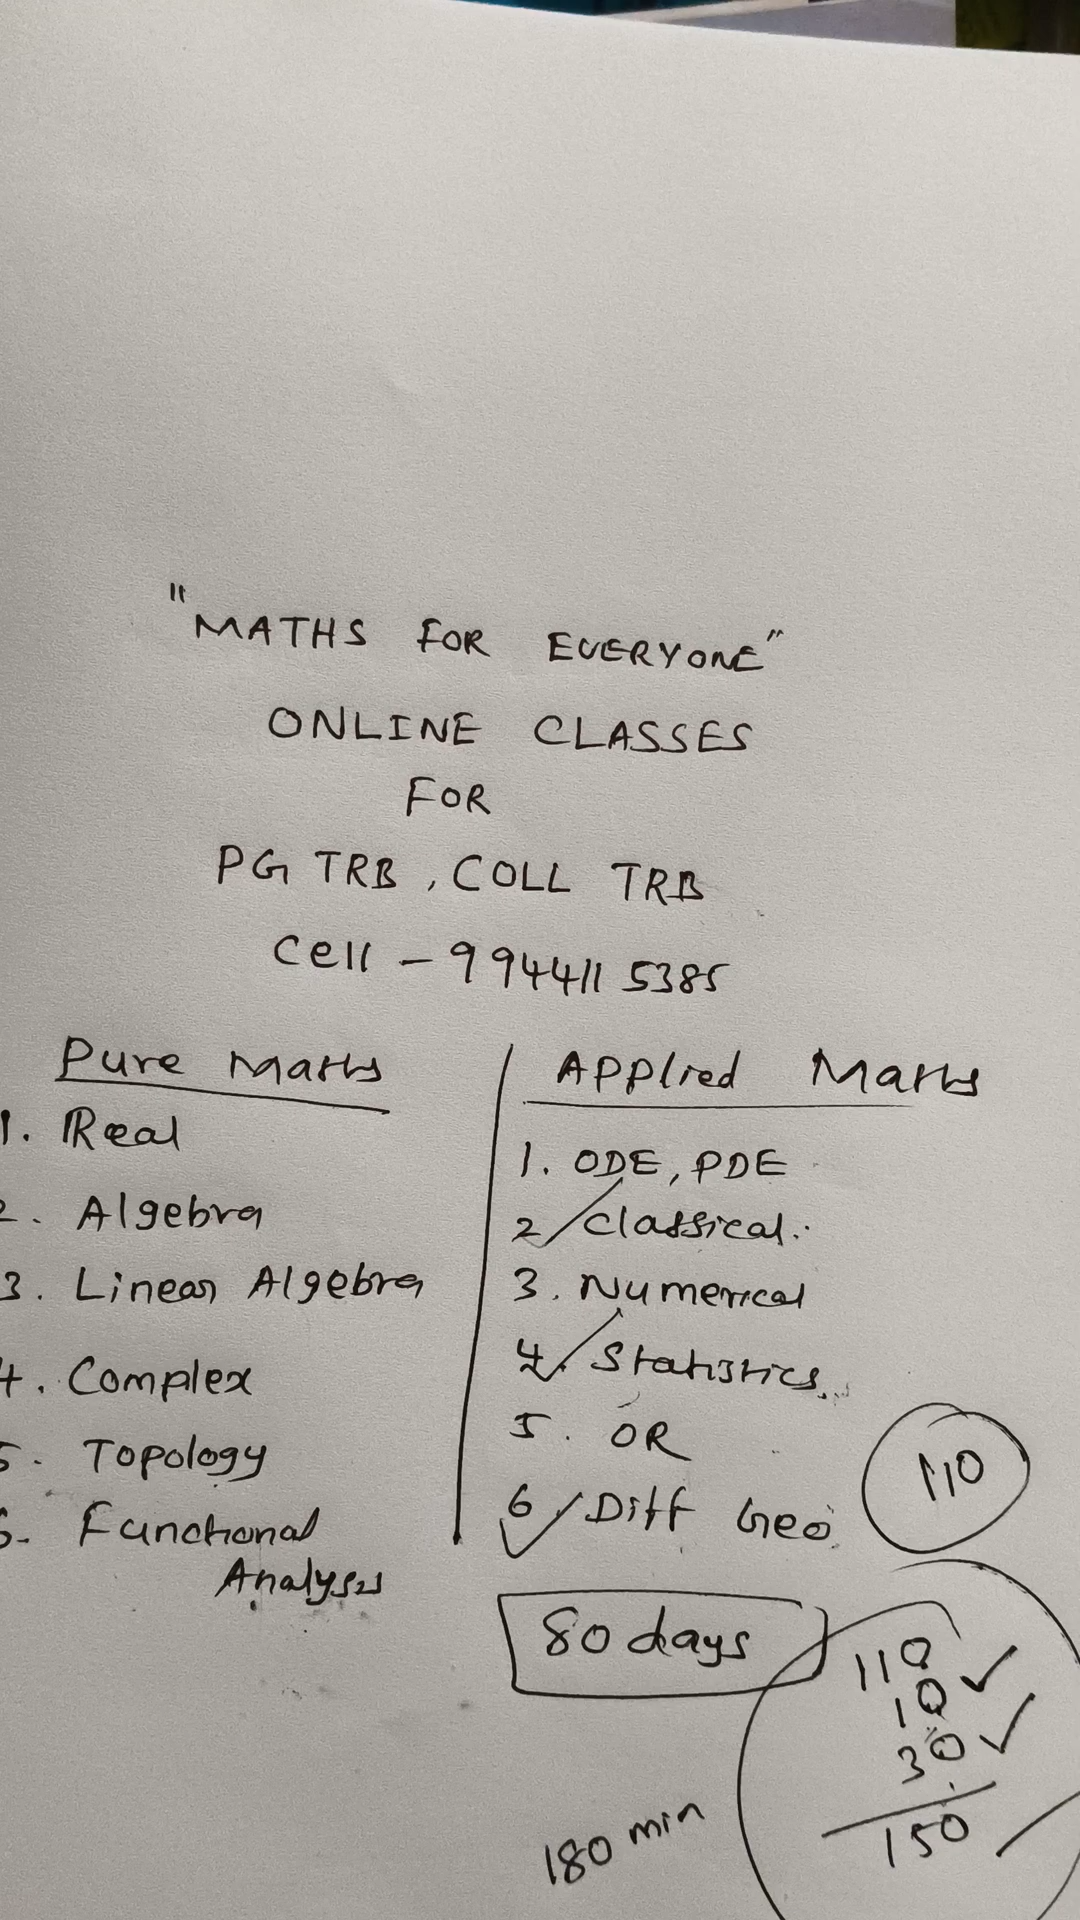 "MATHS FOR EVERYONE"
ONLINE CLASSES
FOR
PG TRB, COLL TRB
Cell - 9944115385
Pure Maths
1. Real
2. Algebra
3. Linear Algebra
4. Complex
5. Topology
6. Functional
Analysis
Applied Maths
1. ODE, PDE
2 Classical.
3. Numerical
4. Statistics
5. OR
6 Diff Geo
110
80 days
110
10
30
150
180 min